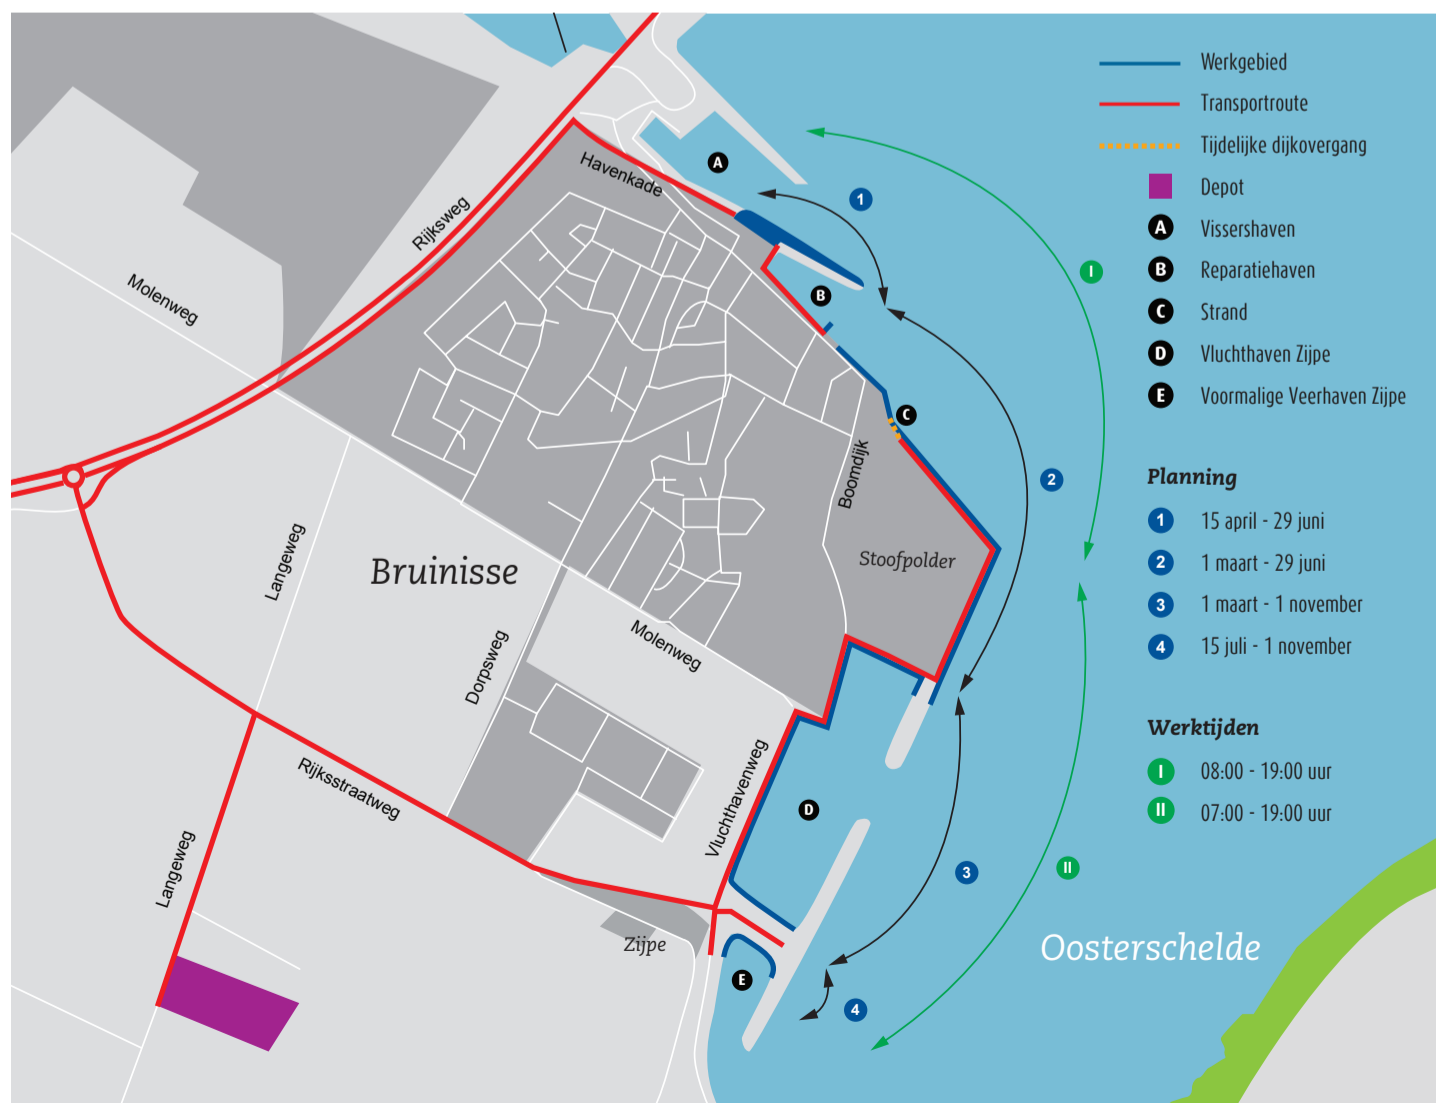 Werkgebied
Transportroute
Tijdelijke dijkovergang
Depot
A Vissershaven
B Reparatiehaven
C Strand
D Vluchthaven Zijpe
E Voormalige Veerhaven Zijpe
Planning
1 15 april - 29 juni
2 1 maart - 29 juni
3 1 maart - 1 november
4 15 juli - 1 november
Werktijden
I 08:00 - 19:00 uur
II 07:00 - 19:00 uur
A
Havenkade
1
Rijksweg
I
Molenweg
B
C
Boomdijk
2
Langeweg
Bruinisse
Stoofpolder
Molenweg
Dorpsweg
Rijksstraatweg
Vluchthavenweg
D
Langeweg
3
II
Zijpe
Oosterschelde
E
4